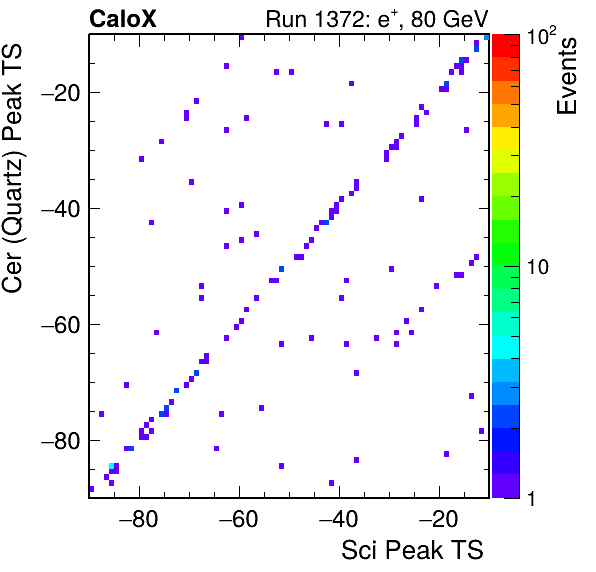 CaloX Run 1372: e⁺, 80 GeV
Cer (Quartz) Peak TS
−20
−40
−60
−80
−80 −60 −40 −20
Sci Peak TS
10²
10
1
Events